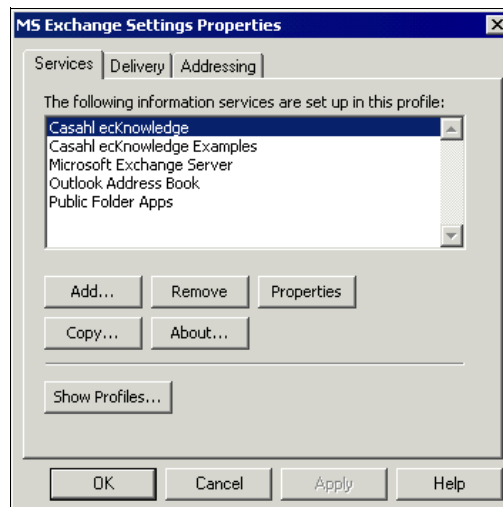 MS Exchange Settings Properties
Services Delivery Addressing
The following information services are set up in this profile:
Casahl ecKnowledge
Casahl ecKnowledge Examples
Microsoft Exchange Server
Outlook Address Book
Public Folder Apps
Add... Remove Properties
Copy... About...
Show Profiles...
OK Cancel Apply Help